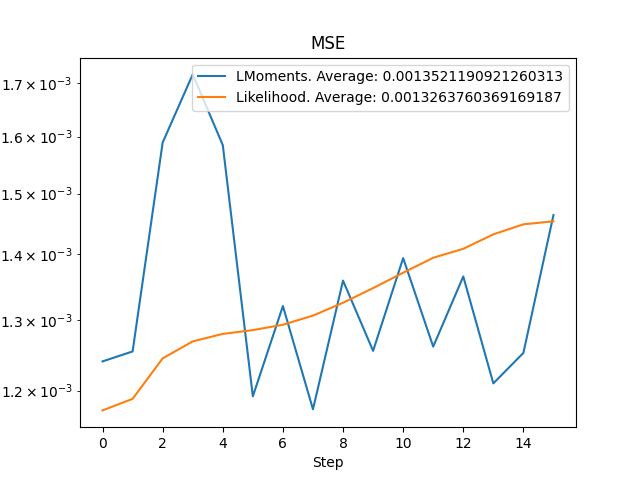 MSE
LMoments. Average: 0.0013521190921260313
Likelihood. Average: 0.0013263760369169187
1.7 × 10⁻³
1.6 × 10⁻³
1.5 × 10⁻³
1.4 × 10⁻³
1.3 × 10⁻³
1.2 × 10⁻³
0 2 4 6 8 10 12 14
Step